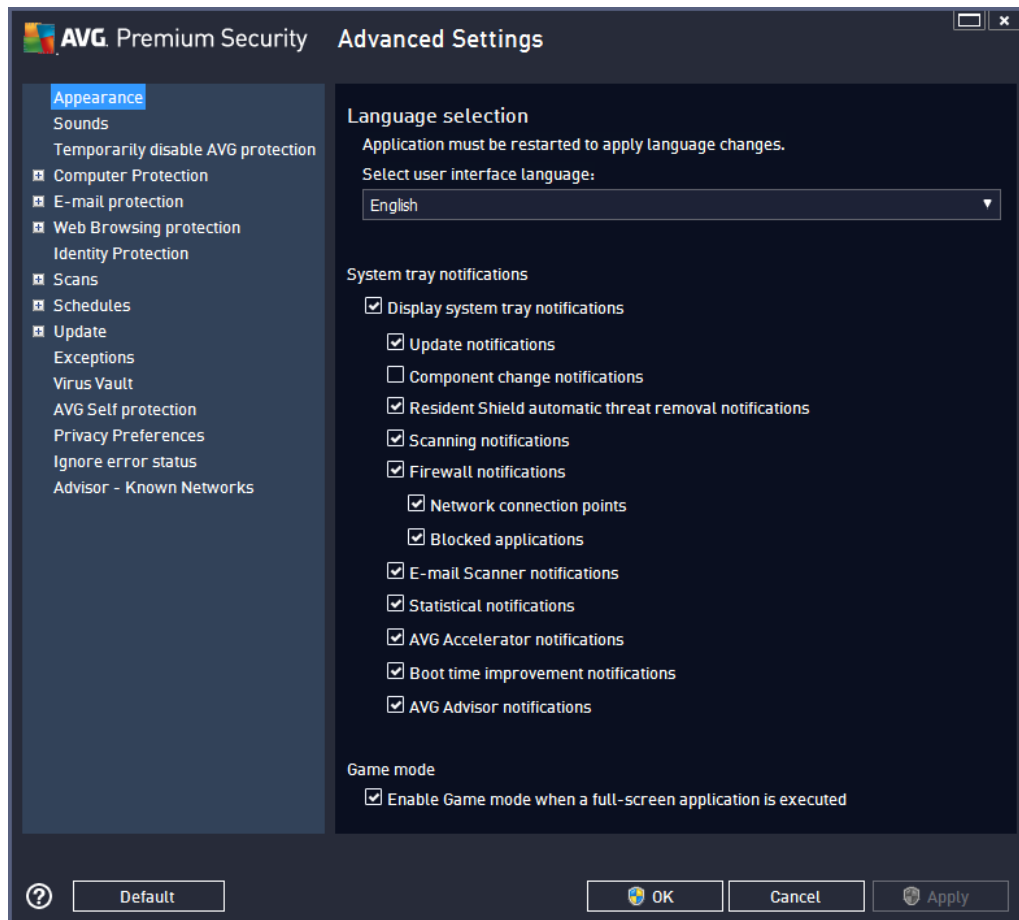 AVG. Premium Security
Advanced Settings
Appearance
Sounds
Temporarily disable AVG protection
Computer Protection
E-mail protection
Web Browsing protection
Identity Protection
Scans
Schedules
Update
Exceptions
Virus Vault
AVG Self protection
Privacy Preferences
Ignore error status
Advisor - Known Networks
Language selection
Application must be restarted to apply language changes.
Select user interface language:
English
System tray notifications
Display system tray notifications
Update notifications
Component change notifications
Resident Shield automatic threat removal notifications
Scanning notifications
Firewall notifications
Network connection points
Blocked applications
E-mail Scanner notifications
Statistical notifications
AVG Accelerator notifications
Boot time improvement notifications
AVG Advisor notifications
Game mode
Enable Game mode when a full-screen application is executed
? Default
OK
Cancel
Apply